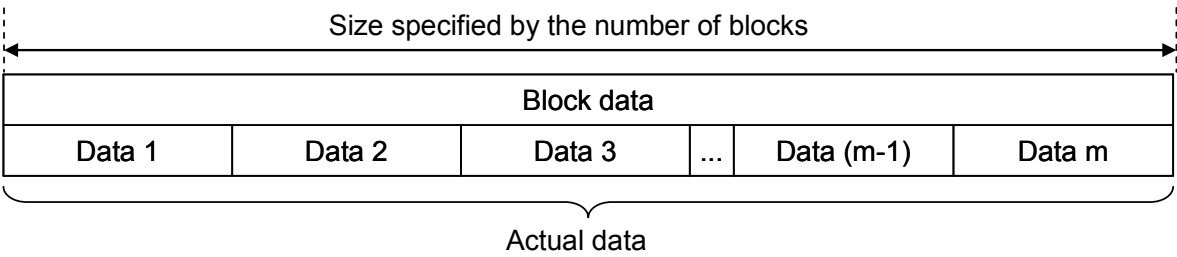 Size specified by the number of blocks
Block data
Data 1 Data 2 Data 3 ... Data (m-1) Data m
Actual data